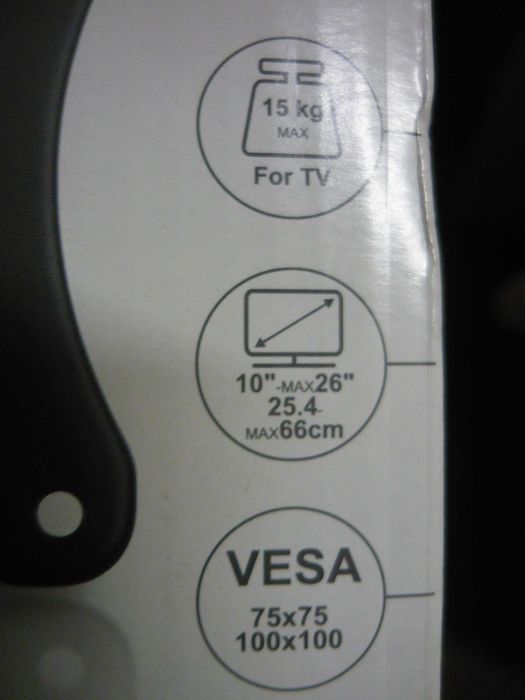 15 kg
MAX
For TV
10"-MAX26"
25.4-
MAX66cm
VESA
75x75
100x100